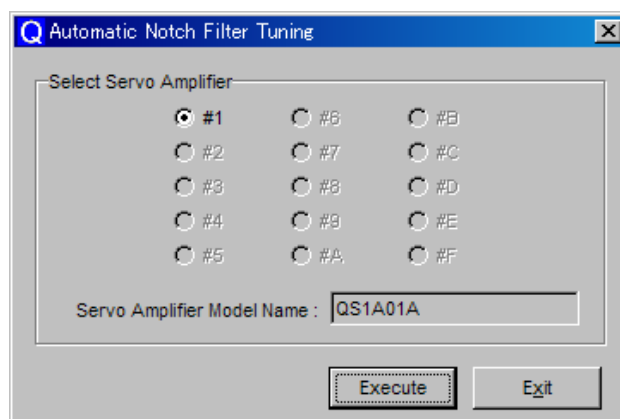 Q Automatic Notch Filter Tuning
Select Servo Amplifier
#1 #6 #B
#2 #7 #C
#3 #8 #D
#4 #9 #E
#5 #A #F
Servo Amplifier Model Name : QS1A01A
Execute Exit